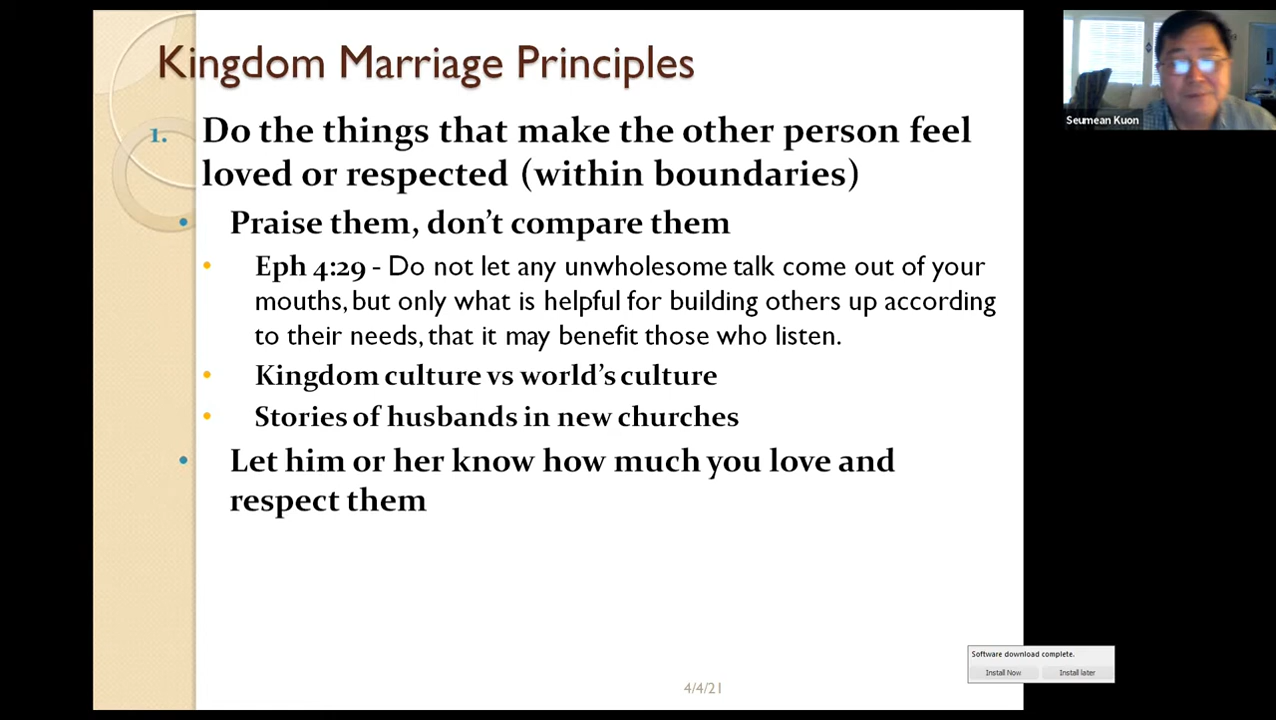 Kingdom Marriage Principles
1. Do the things that make the other person feel
loved or respected (within boundaries)
• Praise them, don't compare them
• Eph 4:29 - Do not let any unwholesome talk come out of your
mouths, but only what is helpful for building others up according
to their needs, that it may benefit those who listen.
• Kingdom culture vs world's culture
• Stories of husbands in new churches
• Let him or her know how much you love and
respect them
4/4/21
Seumean Kuon
Software download complete.
Install Now Install later